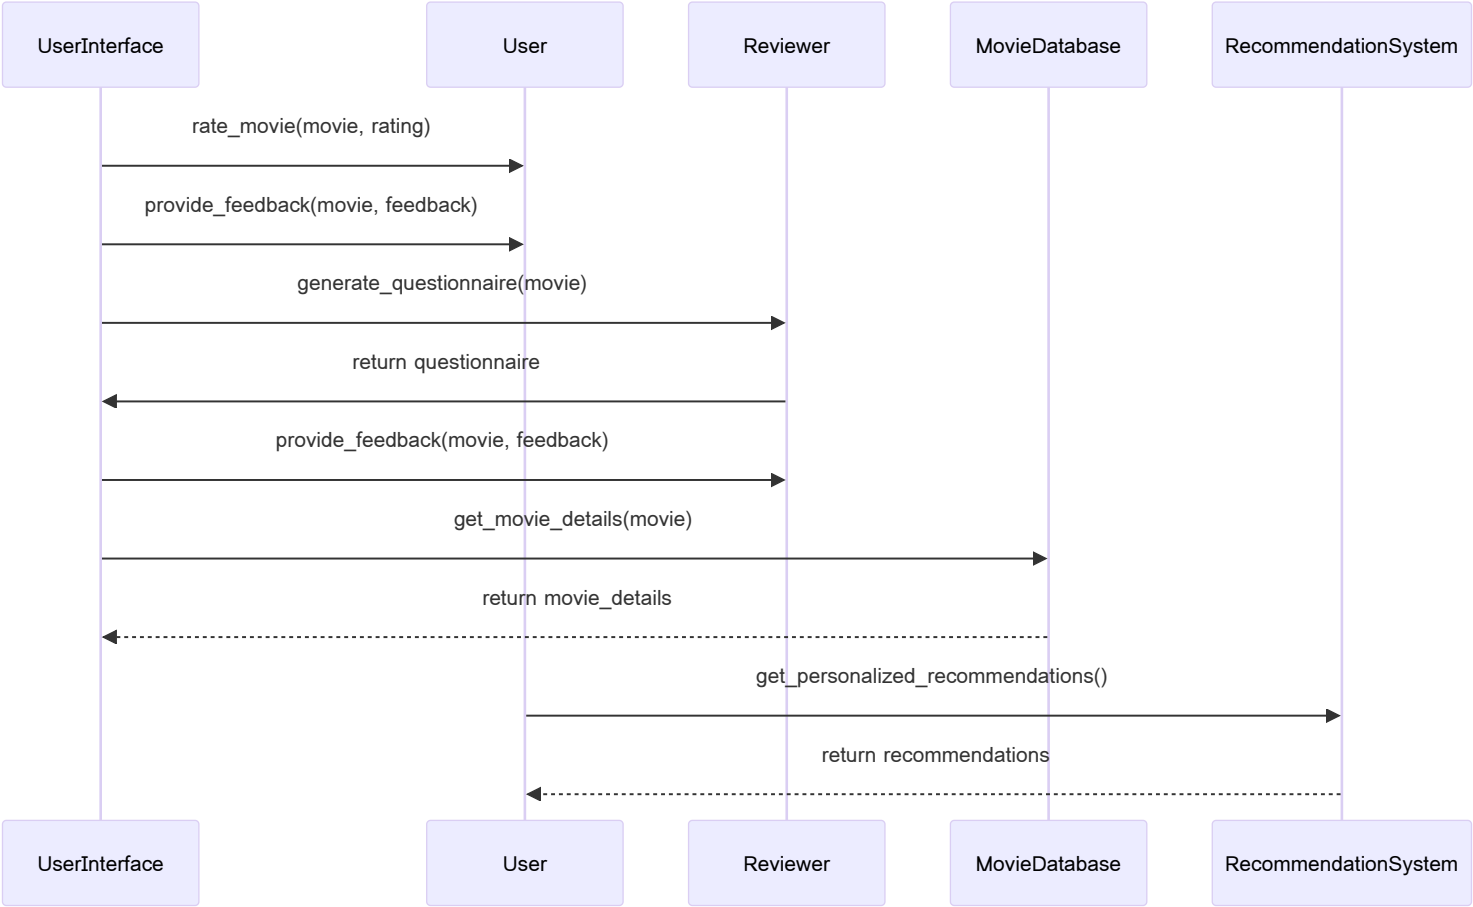 UserInterface
User
Reviewer
MovieDatabase
RecommendationSystem
rate_movie(movie, rating)
provide_feedback(movie, feedback)
generate_questionnaire(movie)
return questionnaire
provide_feedback(movie, feedback)
get_movie_details(movie)
return movie_details
get_personalized_recommendations()
return recommendations
UserInterface
User
Reviewer
MovieDatabase
RecommendationSystem